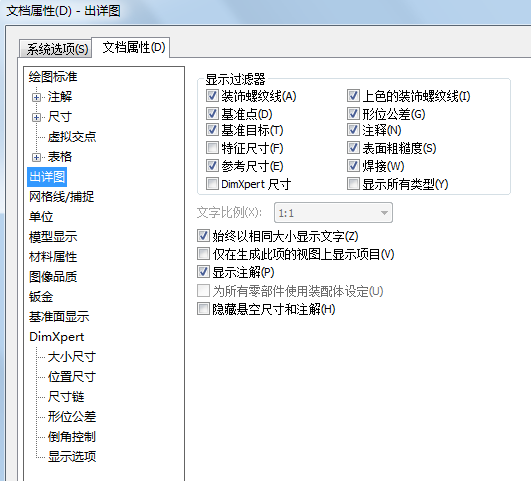 文档属性(D) - 出详图
系统选项(S) 文档属性(D)
绘图标准
注解
尺寸
虚拟交点
表格
出详图
网格线/捕捉
单位
模型显示
材料属性
图像品质
钣金
基准面显示
DimXpert
大小尺寸
位置尺寸
尺寸链
形位公差
倒角控制
显示选项
显示过滤器
装饰螺纹线(A) 上色的装饰螺纹线(I)
基准点(D) 形位公差(G)
基准目标(T) 注释(N)
特征尺寸(F) 表面粗糙度(S)
参考尺寸(E) 焊接(W)
DimXpert 尺寸 显示所有类型(Y)
文字比例(X): 1:1
始终以相同大小显示文字(Z)
仅在生成此项的视图上显示项目(V)
显示注解(P)
为所有零部件使用装配体设定(U)
隐藏悬空尺寸和注解(H)